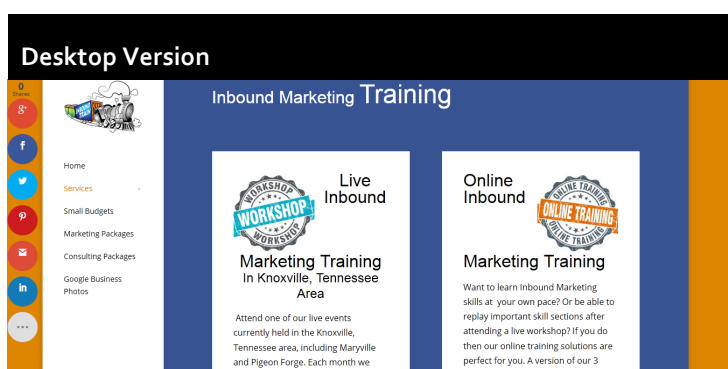 Desktop Version
0
Shares
Inbound Marketing Training
Home
Services
Small Budgets
Marketing Packages
Consulting Packages
Google Business
Photos
Live
Inbound
WORKSHOP
WORKSHOP
WORKSHOP
Marketing Training
In Knoxville, Tennessee
Area
Attend one of our live events
currently held in the Knoxville,
Tennessee area, including Maryville
and Pigeon Forge. Each month we
Online
Inbound
ONLINE TRAINING
ONLINE TRAINING
ONLINE TRAINING
Marketing Training
Want to learn Inbound Marketing
skills at your own pace? Or be able to
replay important skill sections after
attending a live workshop? If you do
then our online training solutions are
perfect for you. A version of our 3